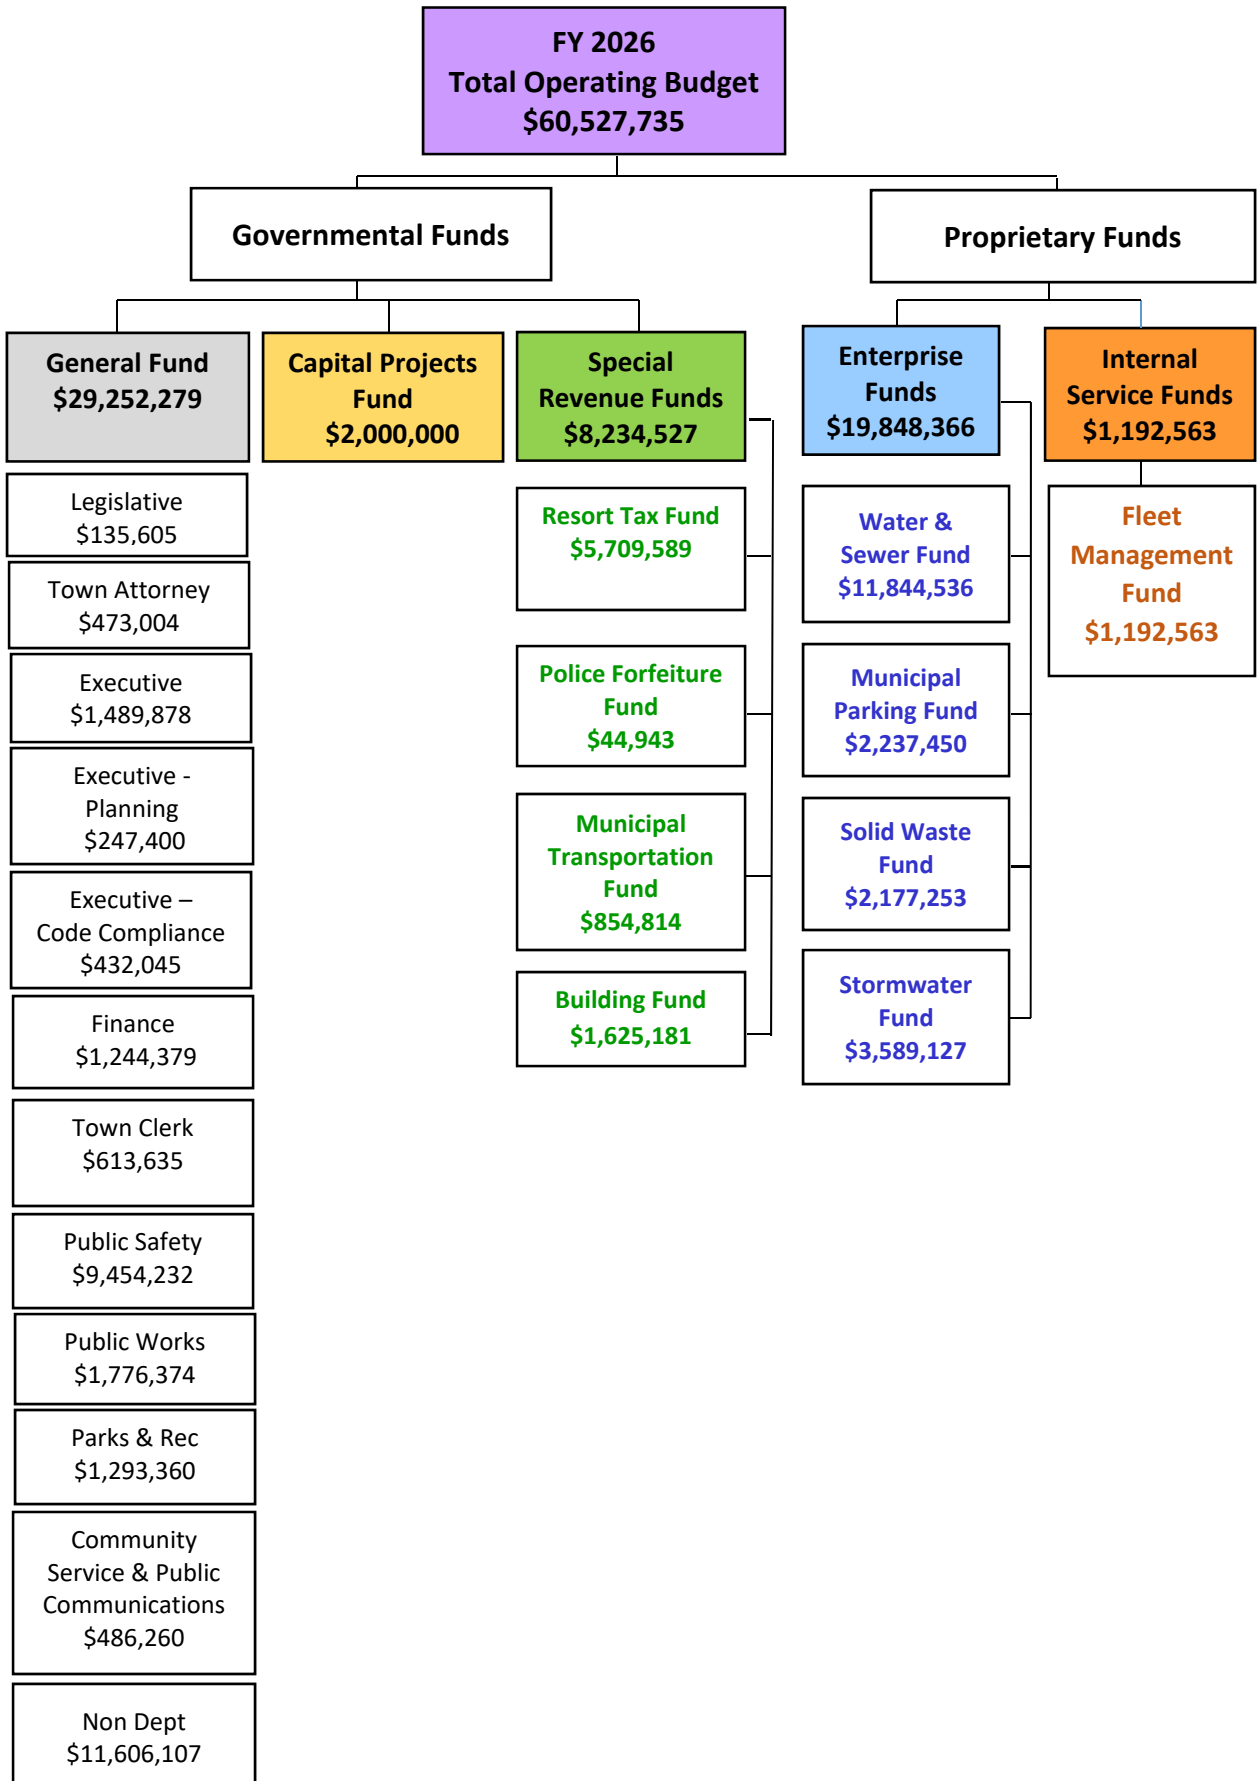 FY 2026
Total Operating Budget
$60,527,735
Governmental Funds
Proprietary Funds
General Fund
$29,252,279
Capital Projects
Fund
$2,000,000
Special
Revenue Funds
$8,234,527
Enterprise
Funds
$19,848,366
Internal
Service Funds
$1,192,563
Legislative
$135,605
Town Attorney
$473,004
Executive
$1,489,878
Executive -
Planning
$247,400
Executive –
Code Compliance
$432,045
Finance
$1,244,379
Town Clerk
$613,635
Public Safety
$9,454,232
Public Works
$1,776,374
Parks & Rec
$1,293,360
Community
Service & Public
Communications
$486,260
Non Dept
$11,606,107
Resort Tax Fund
$5,709,589
Police Forfeiture
Fund
$44,943
Municipal
Transportation
Fund
$854,814
Building Fund
$1,625,181
Water &
Sewer Fund
$11,844,536
Municipal
Parking Fund
$2,237,450
Solid Waste
Fund
$2,177,253
Stormwater
Fund
$3,589,127
Fleet
Management
Fund
$1,192,563